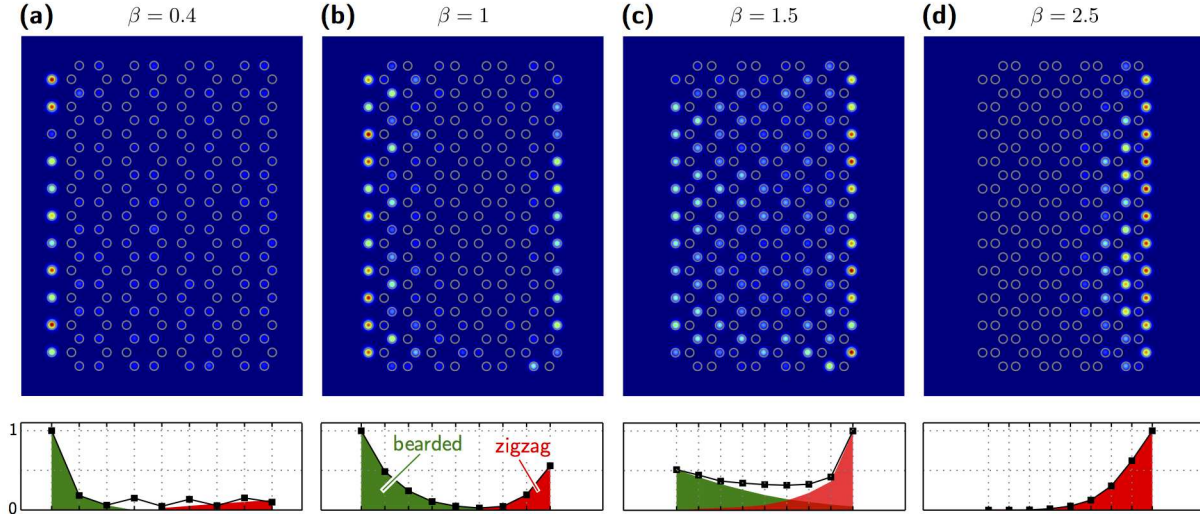 (a) β = 0.4
(b) β = 1
(c) β = 1.5
(d) β = 2.5
1
0
bearded
zigzag